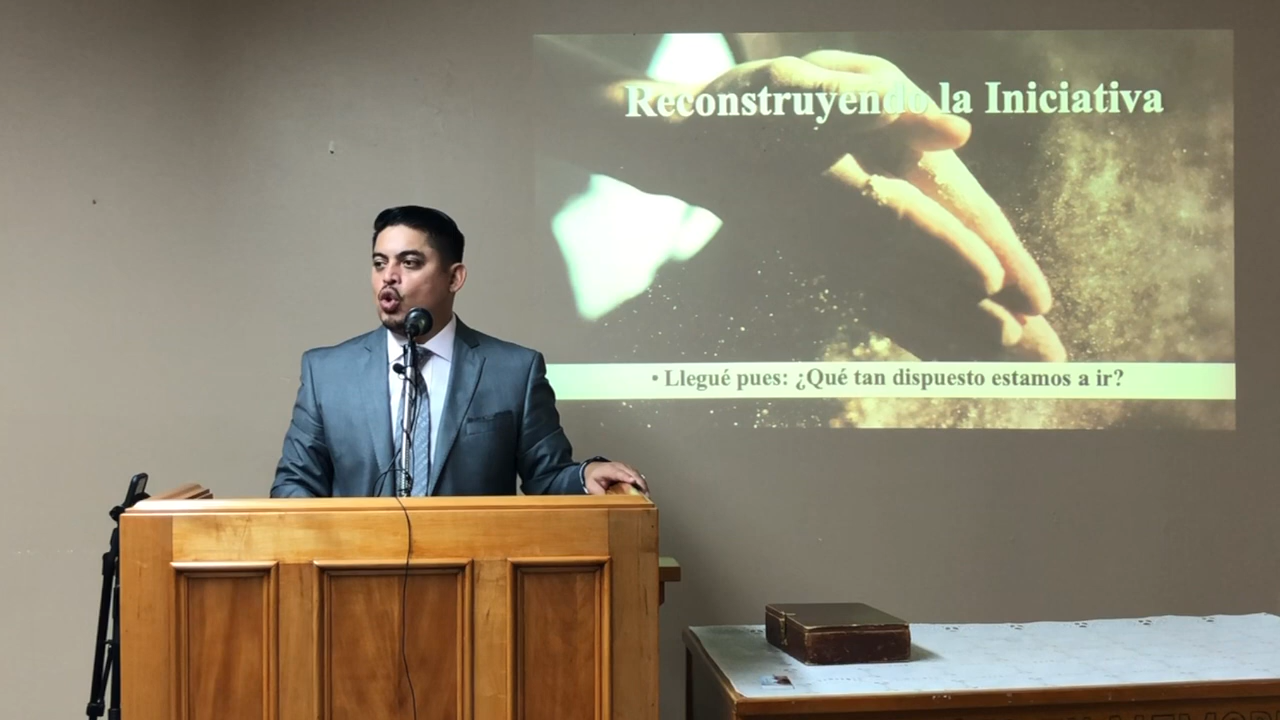 Reconstruyendo la Iniciativa
• Llegué pues: ¿Qué tan dispuesto estamos a ir?